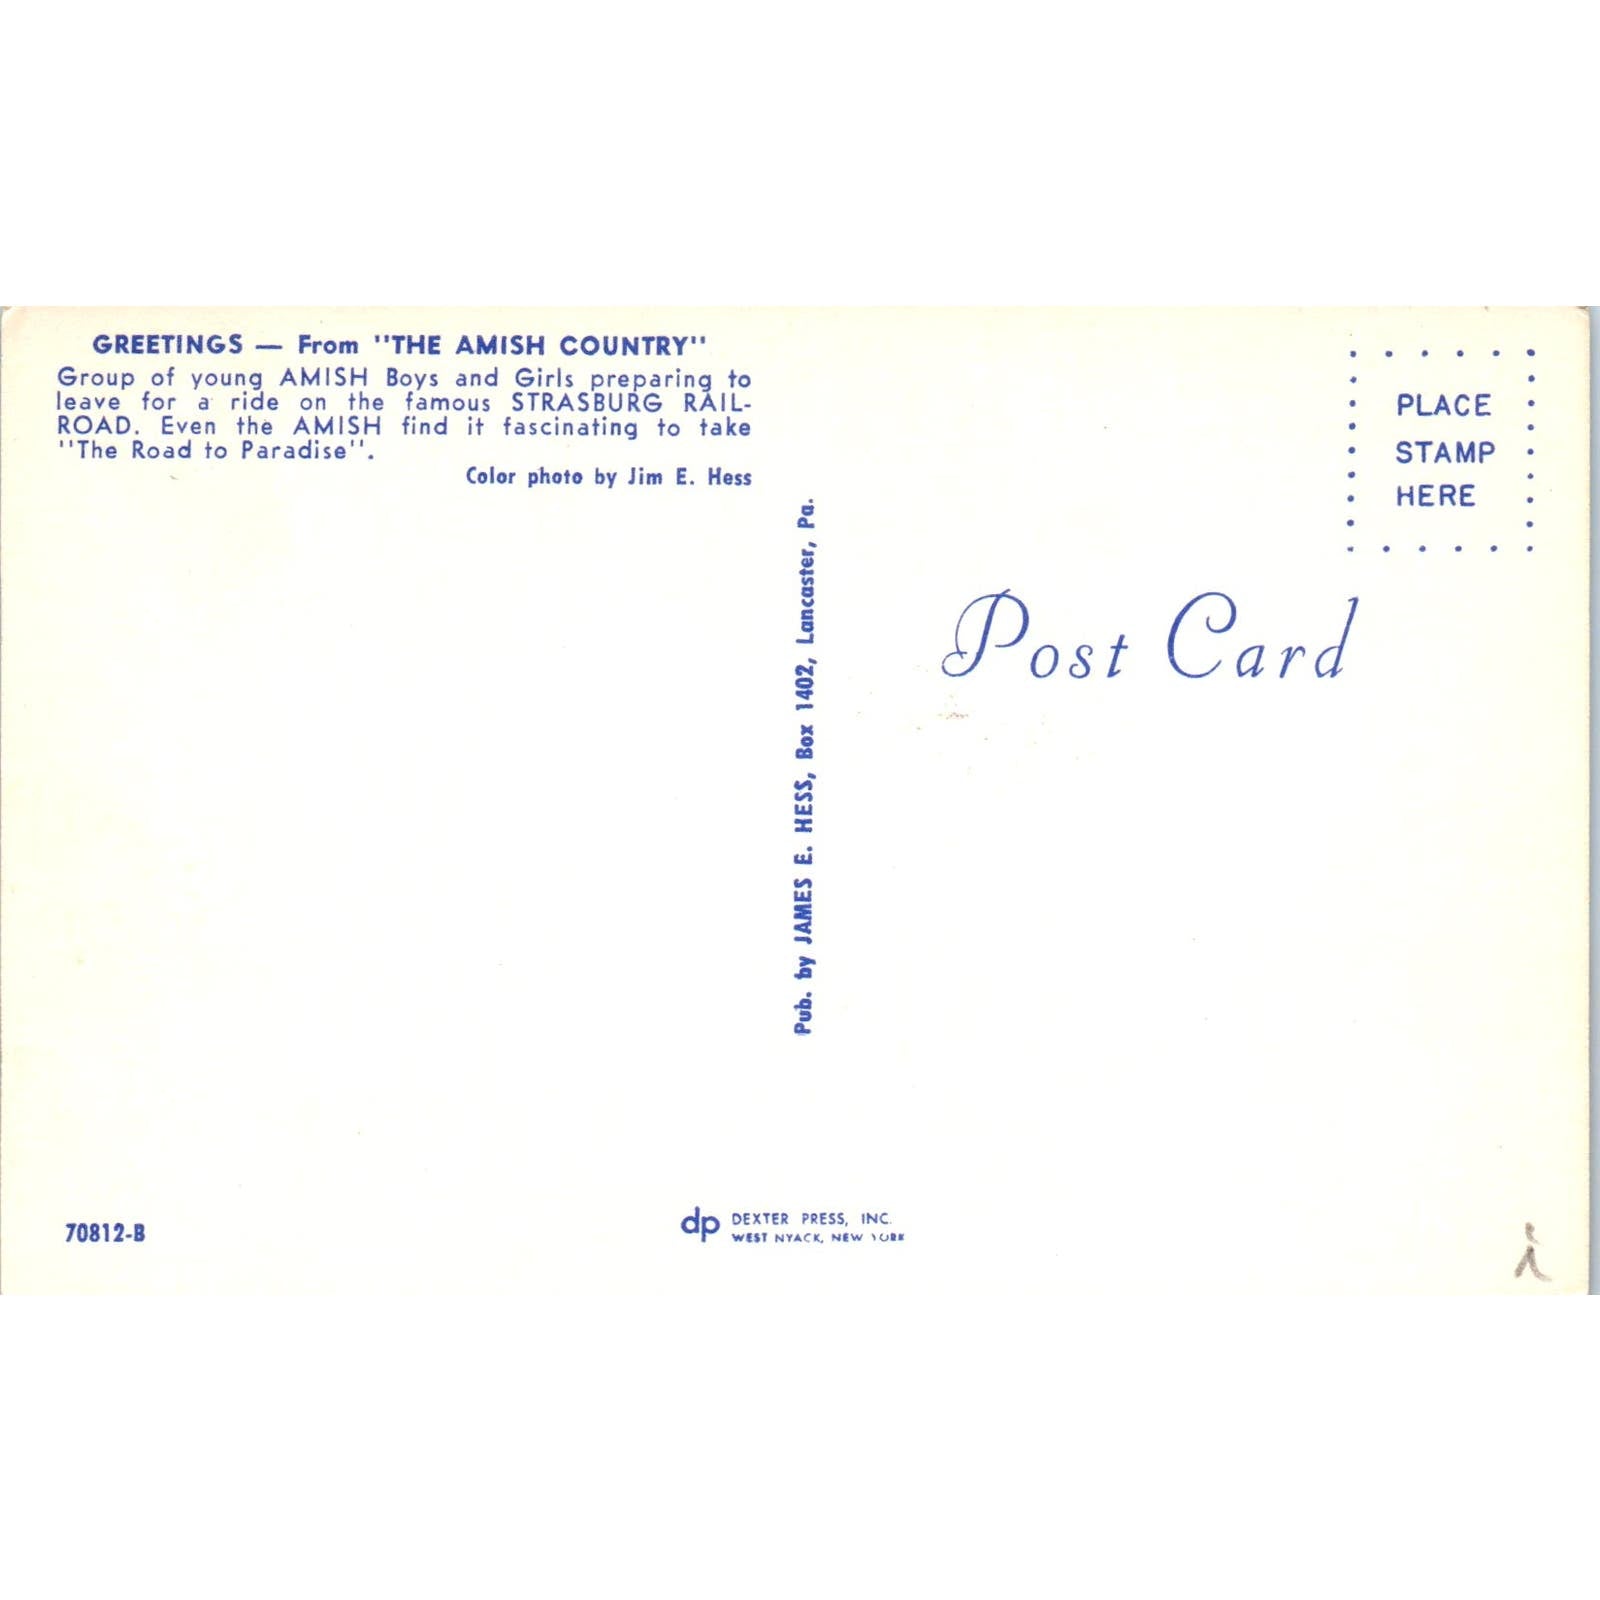 GREETINGS — From "THE AMISH COUNTRY"
Group of young AMISH Boys and Girls preparing to
leave for a ride on the famous STRASBURG RAIL-
ROAD. Even the AMISH find it fascinating to take
"The Road to Paradise".
Color photo by Jim E. Hess
Pub. by JAMES E. HESS, Box 1402, Lancaster, Pa.
PLACE
STAMP
HERE
Post Card
70812-B
dp DEXTER PRESS, INC.
WEST NYACK, NEW YORK
i